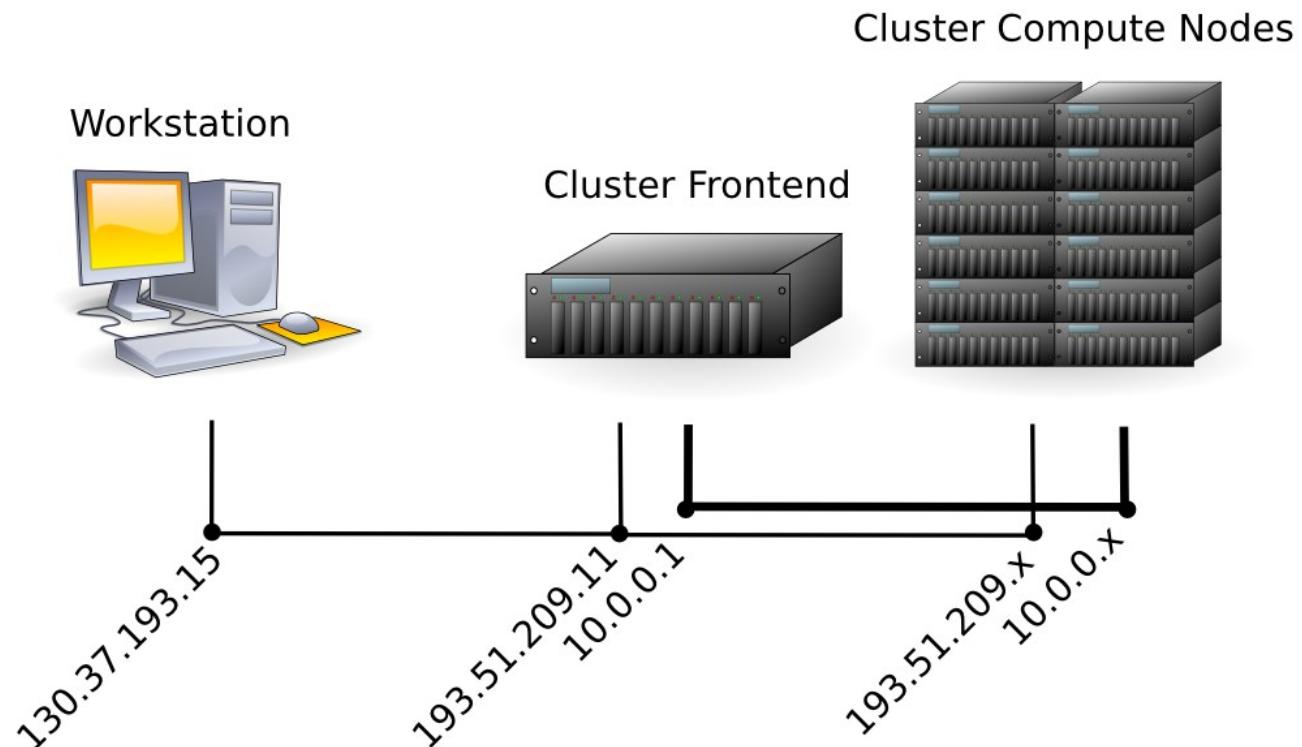 Cluster Compute Nodes
Workstation
Cluster Frontend
130.37.193.15
193.51.209.11
10.0.0.1
193.51.209.x
10.0.0.x